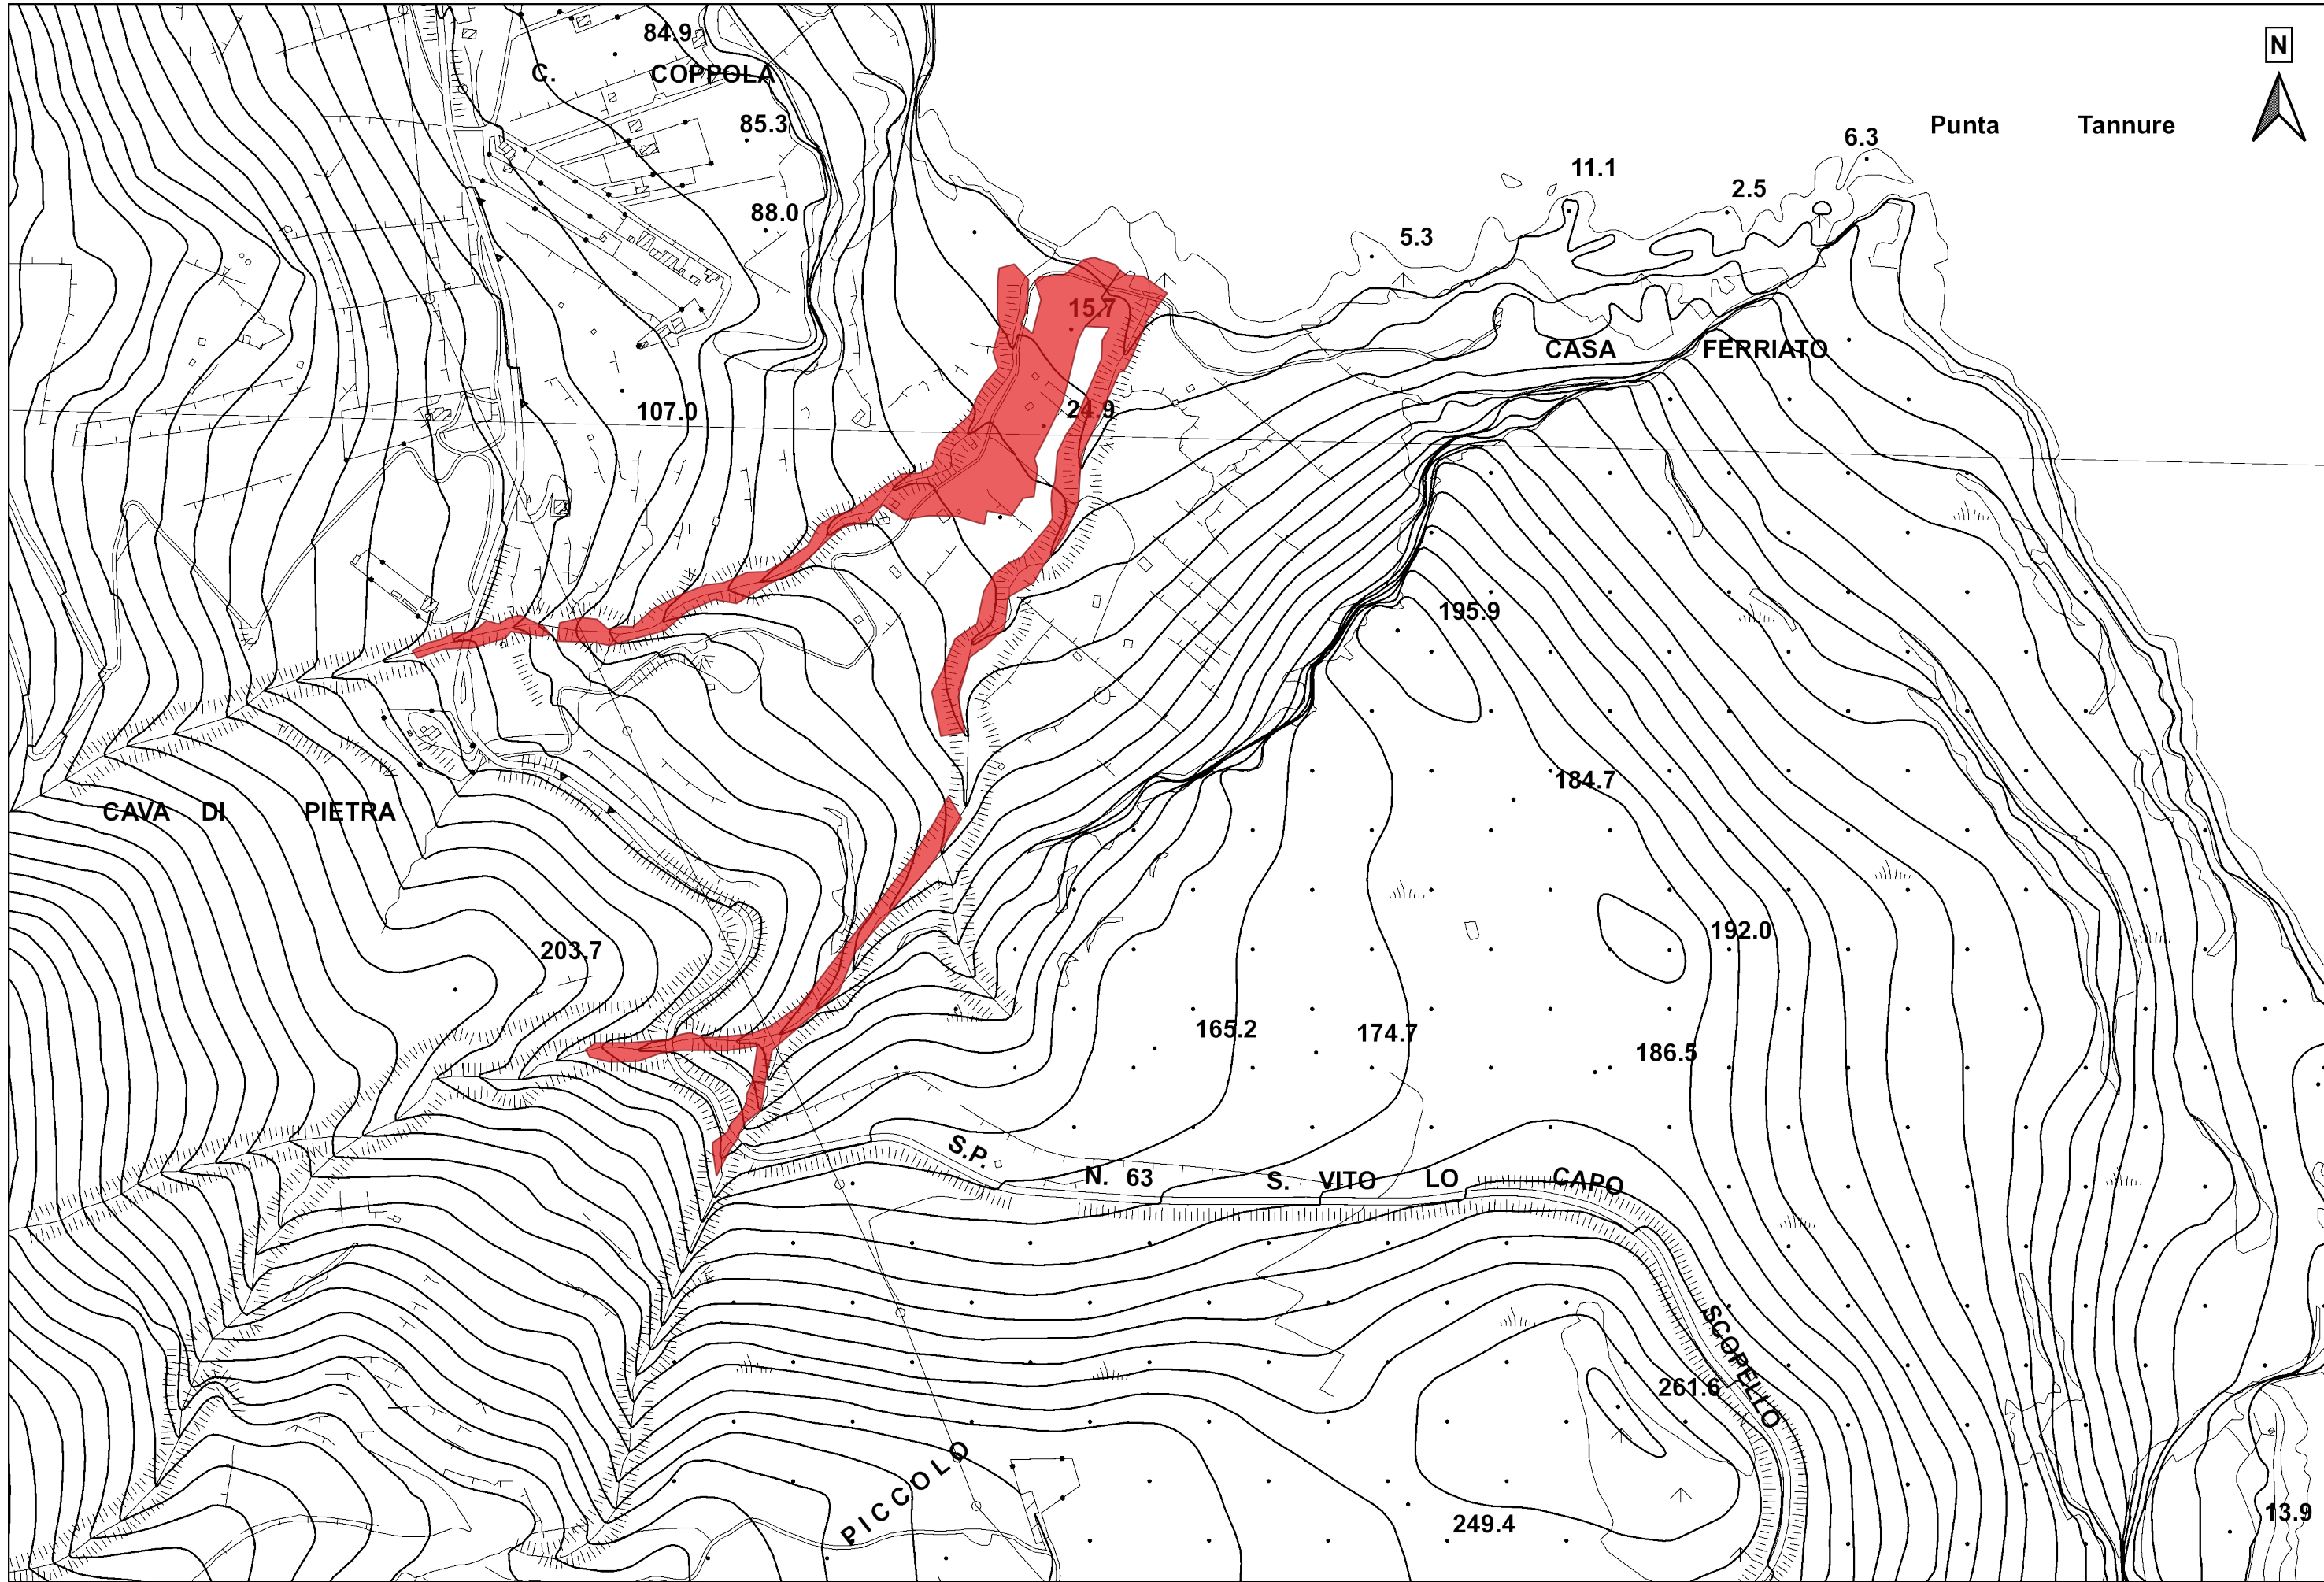 84.9
N
C. COPPOLA
85.3
Punta Tannure
6.3
11.1
2.5
88.0
5.3
15.7
CASA FERRIATO
107.0
24.9
195.9
184.7
CAVA DI PIETRA
203.7
192.0
165.2
174.7
186.5
S.P. N. 63 S. VITO LO CAPO SCOPELLO
261.6
PICCOLO
249.4
13.9